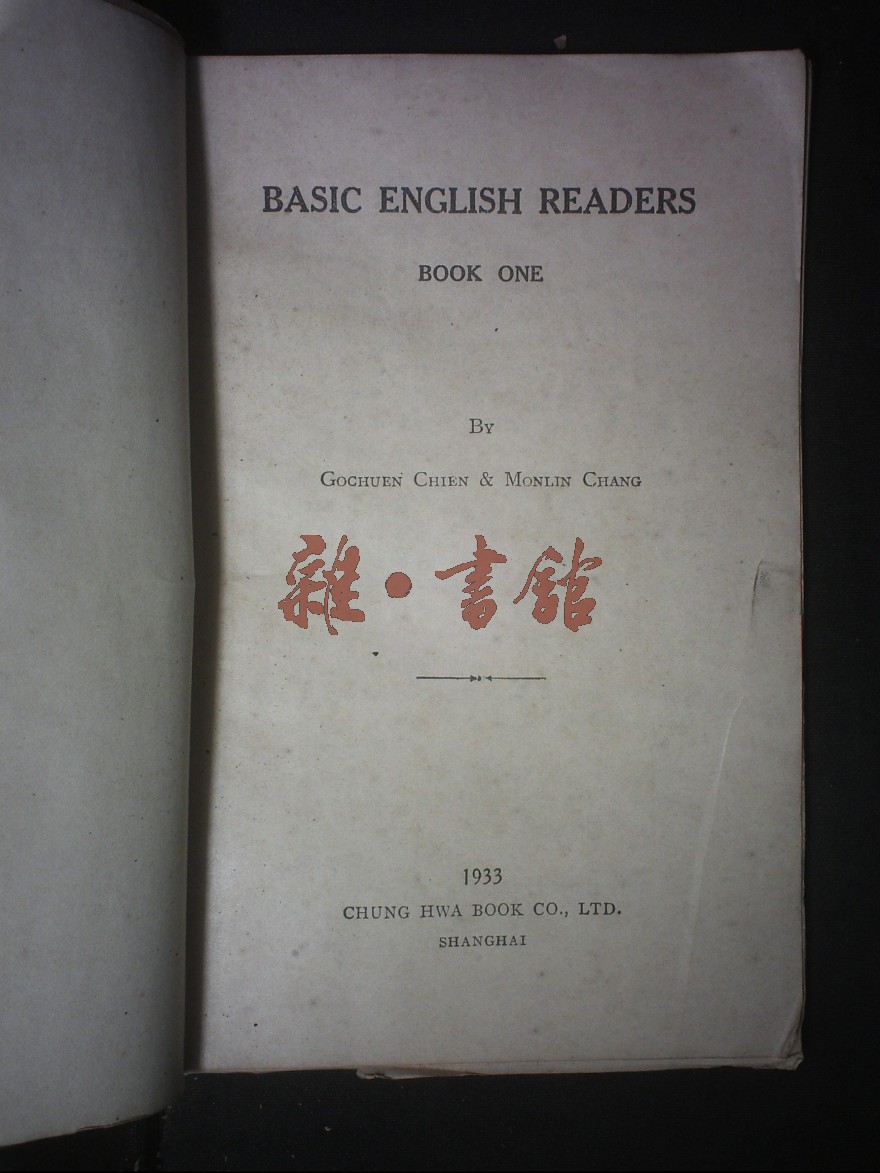 BASIC ENGLISH READERS
BOOK ONE
BY
GOCHUEN CHIEN & MONLIN CHANG
雜·書館
1933
CHUNG HWA BOOK CO., LTD.
SHANGHAI